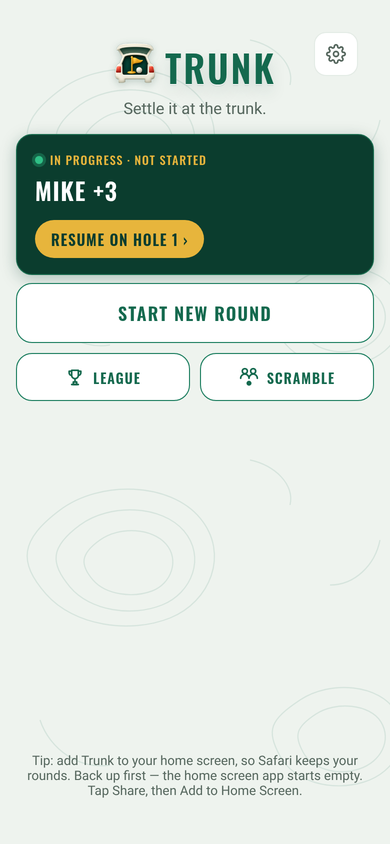 TRUNK
Settle it at the trunk.
IN PROGRESS · NOT STARTED
MIKE +3
RESUME ON HOLE 1 ›
START NEW ROUND
LEAGUE
SCRAMBLE
Tip: add Trunk to your home screen, so Safari keeps your
rounds. Back up first — the home screen app starts empty.
Tap Share, then Add to Home Screen.